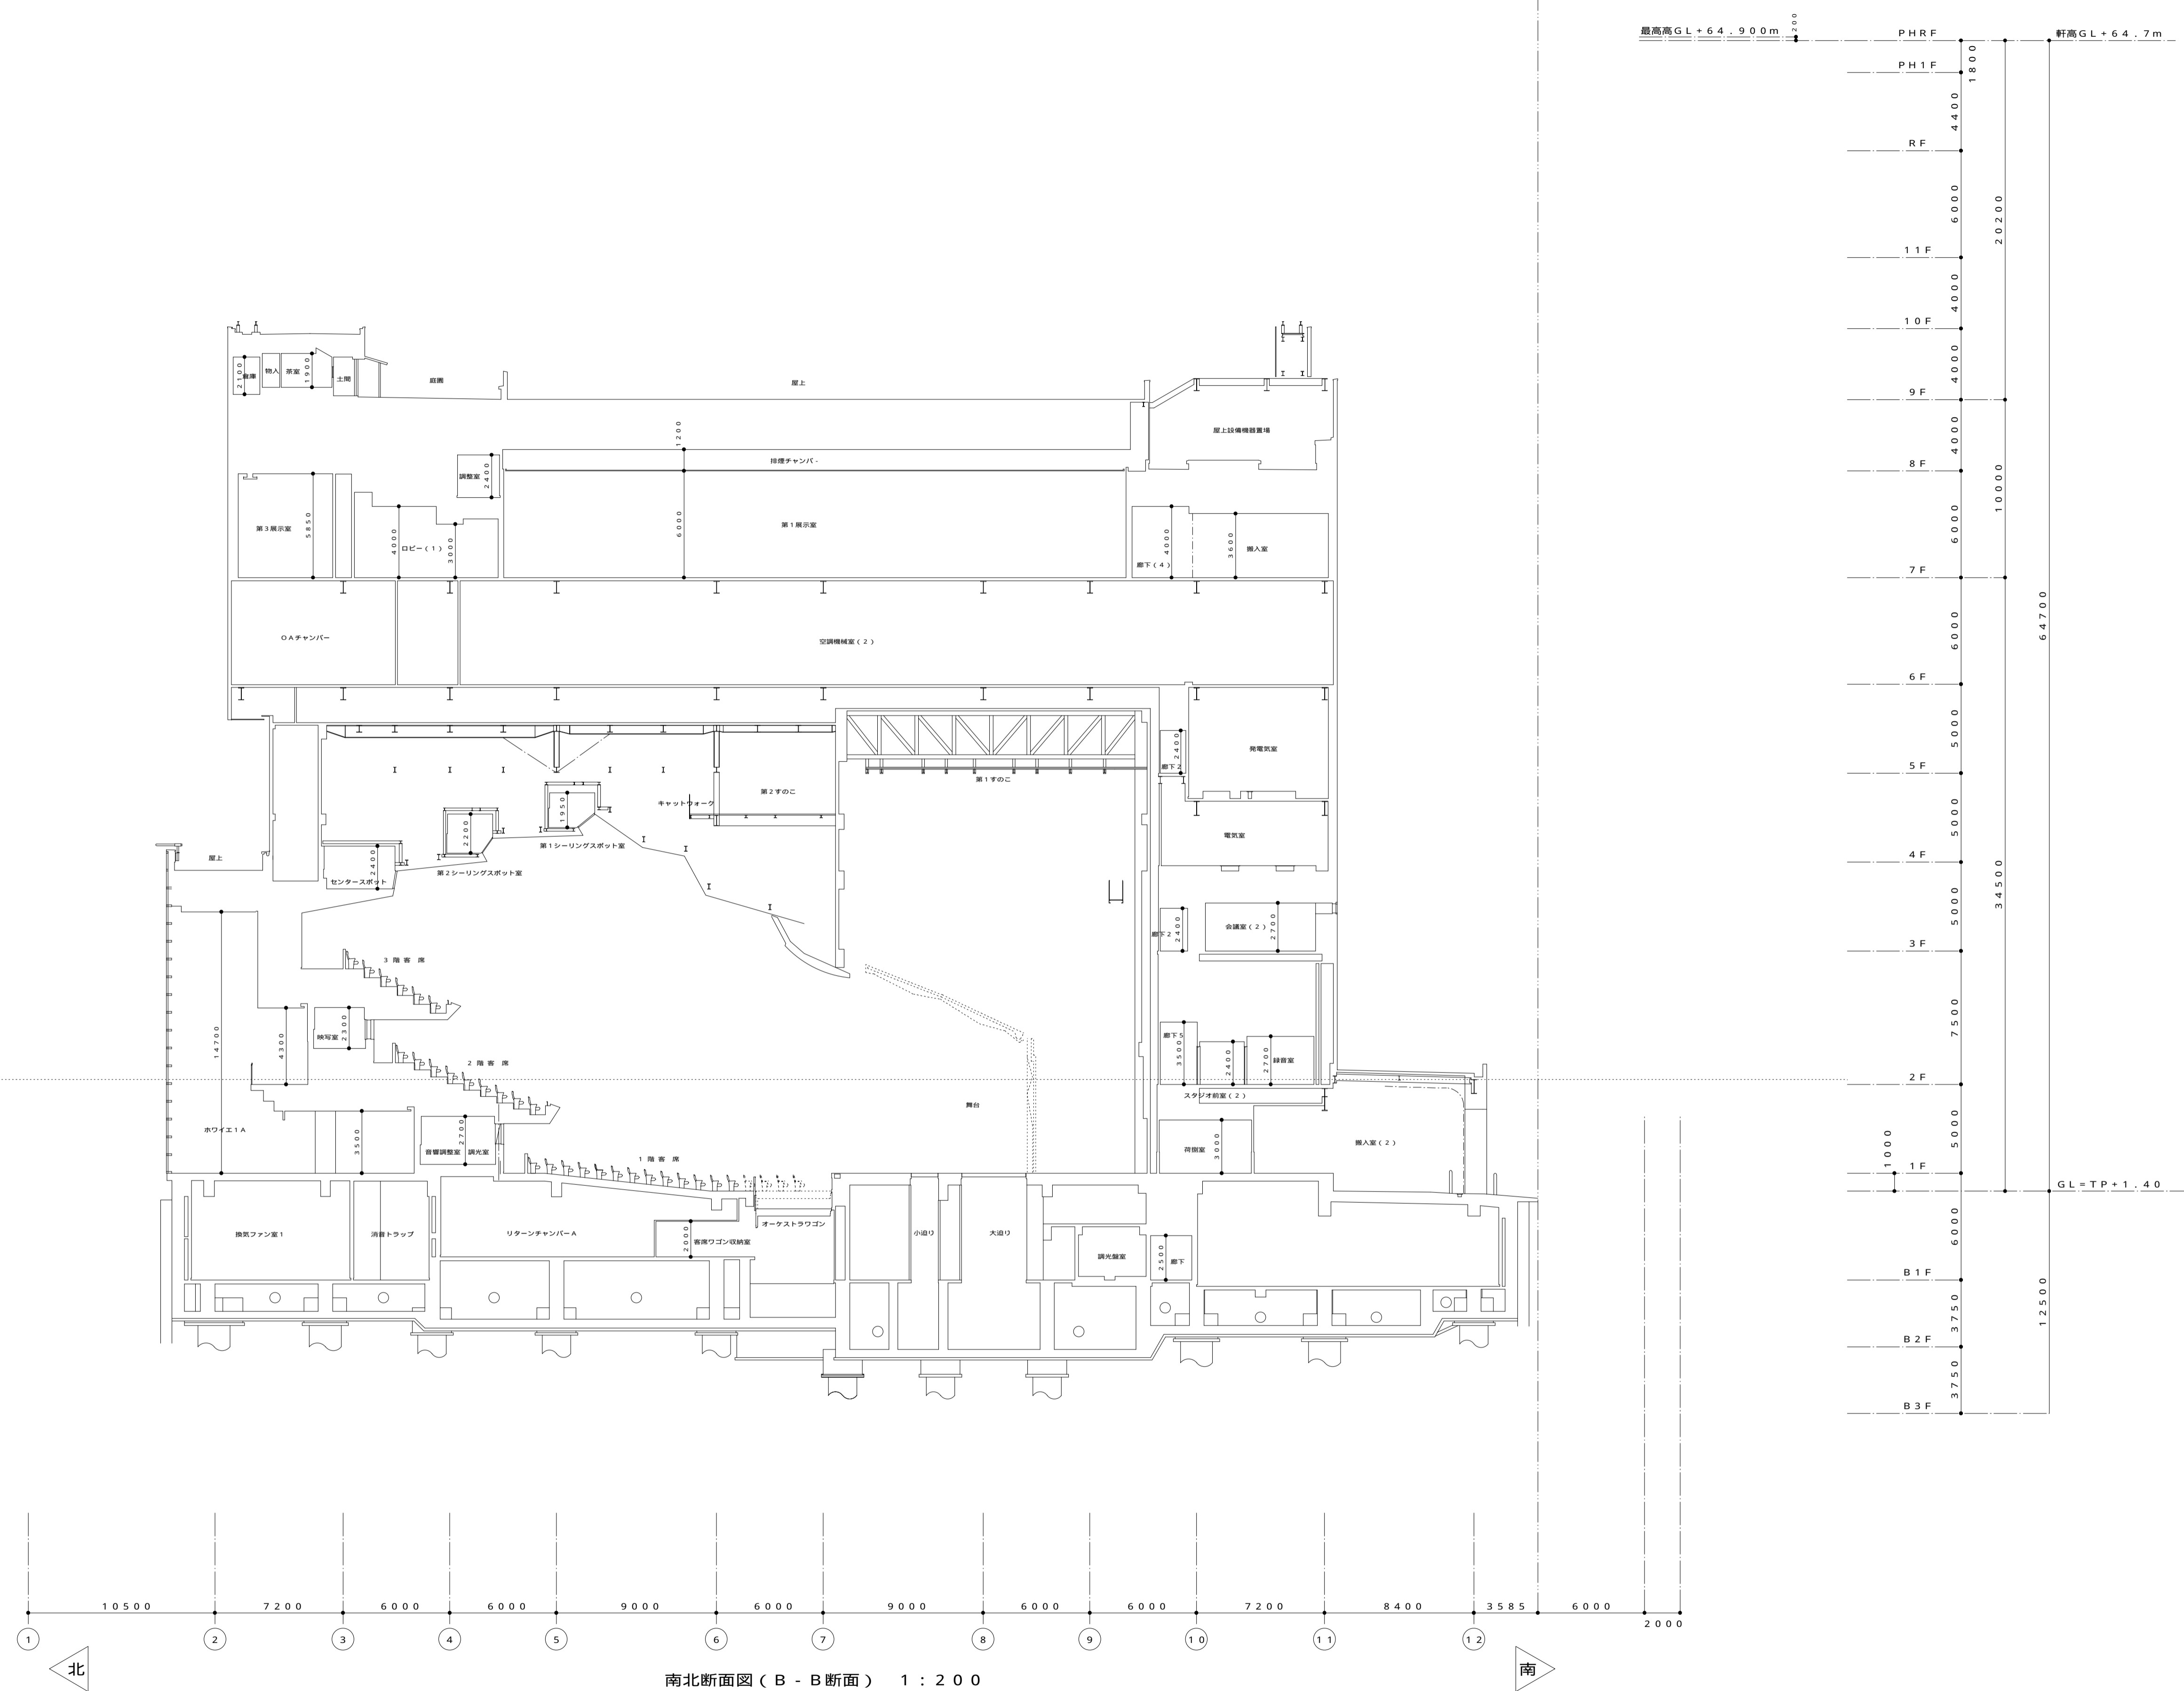 最高高GL+64.900m
200
PHRF
軒高GL+64.7m
1800
PH1F
4400
RF
6000
20200
11F
4000
10F
4000
9F
4000
8F
10000
6000
7F
6000
64700
6F
5000
5F
5000
4F
34500
5000
3F
7500
2F
5000
1000
1F
GL=TP+1.40
6000
B1F
12500
3750
B2F
3750
B3F
2100
倉庫
物入
茶室
1900
土間
庭園
屋上
屋上設備機器置場
1200
排煙チャンバ-
調整室
2400
第3展示室
5850
4000
ロビー(1)
3000
6000
第1展示室
廊下(4)
4000
3600
搬入室
OAチャンバー
空調機械室(2)
2400
廊下2
発電気室
第1すのこ
第2すのこ
キャットウォーク
1950
第1シーリングスポット室
2200
第2シーリングスポット室
屋上
2400
センタースポット
電気室
廊下2
2400
会議室(2)
2700
3階客席
14700
4300
映写室
2300
2階客席
廊下5
3500
2400
2700
録音室
スタジオ前室(2)
舞台
ホワイエ1A
3500
2700
音響調整室
調光室
1階客席
荷捌室
3000
搬入室(2)
換気ファン室1
消音トラップ
リターンチャンバーA
2000
客席ワゴン収納室
オーケストラワゴン
小迫り
大迫り
調光盤室
2500
廊下
10500
7200
6000
6000
9000
6000
9000
6000
6000
7200
8400
3585
6000
2000
1
2
3
4
5
6
7
8
9
10
11
12
北
南
南北断面図(B-B断面) 1:200